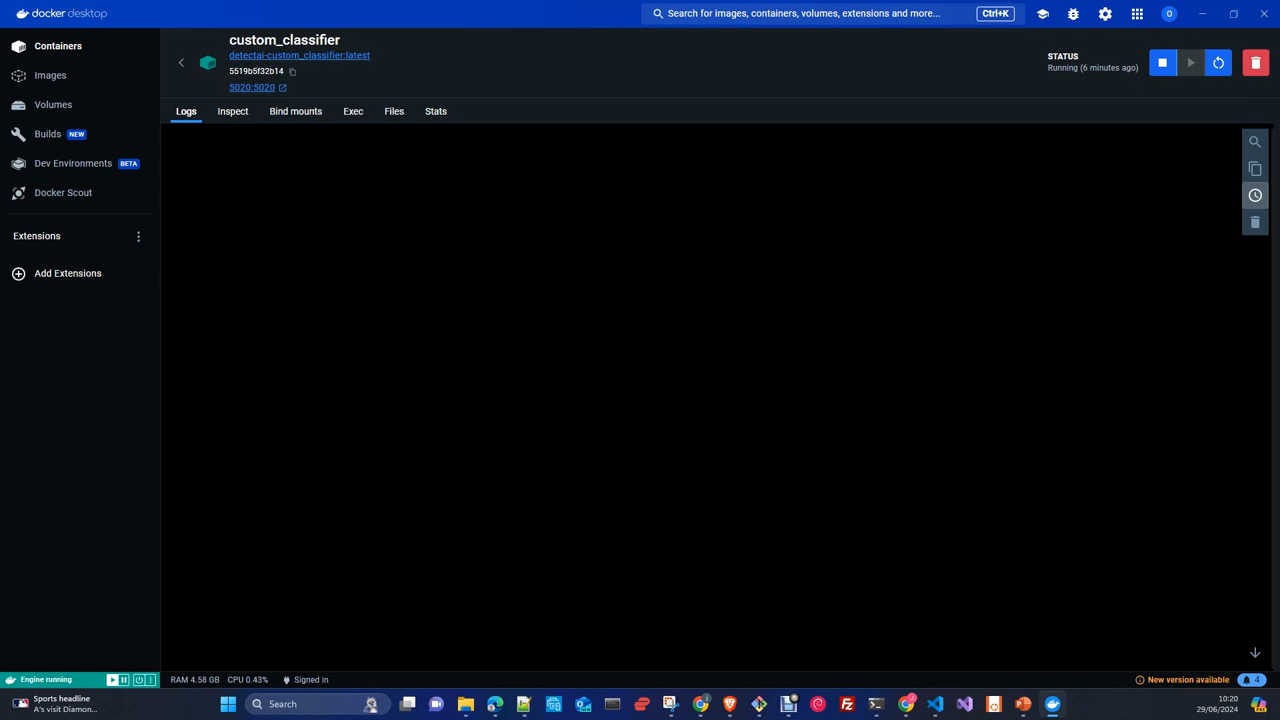 docker desktop
Search for images, containers, volumes, extensions and more...
Ctrl+K
O
Containers
Images
Volumes
Builds NEW
Dev Environments BETA
Docker Scout
Extensions
Add Extensions
custom_classifier
detectai-custom_classifier:latest
5519b5f32b14
5020:5020
STATUS
Running (6 minutes ago)
Logs
Inspect
Bind mounts
Exec
Files
Stats
Engine running
RAM 4.58 GB CPU 0.43%
Signed in
New version available
4
Sports headline
A's visit Diamon...
Search
10:20
29/06/2024